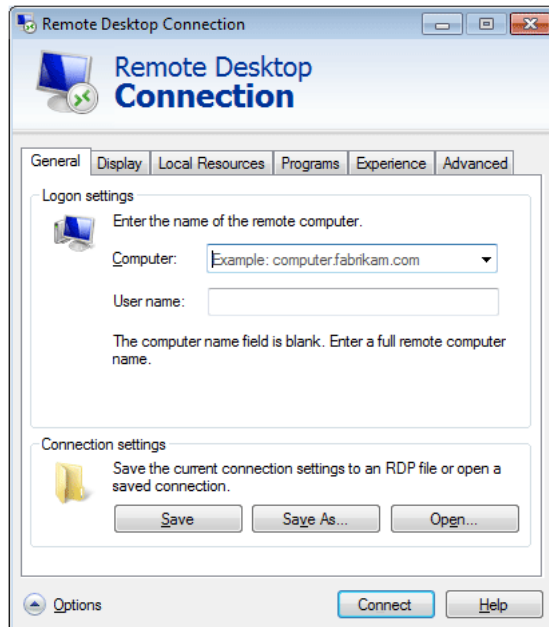 Remote Desktop Connection
Remote Desktop
Connection
General Display Local Resources Programs Experience Advanced
Logon settings
Enter the name of the remote computer.
Computer: Example: computer.fabrikam.com
User name:
The computer name field is blank. Enter a full remote computer
name.
Connection settings
Save the current connection settings to an RDP file or open a
saved connection.
Save Save As... Open...
Options Connect Help